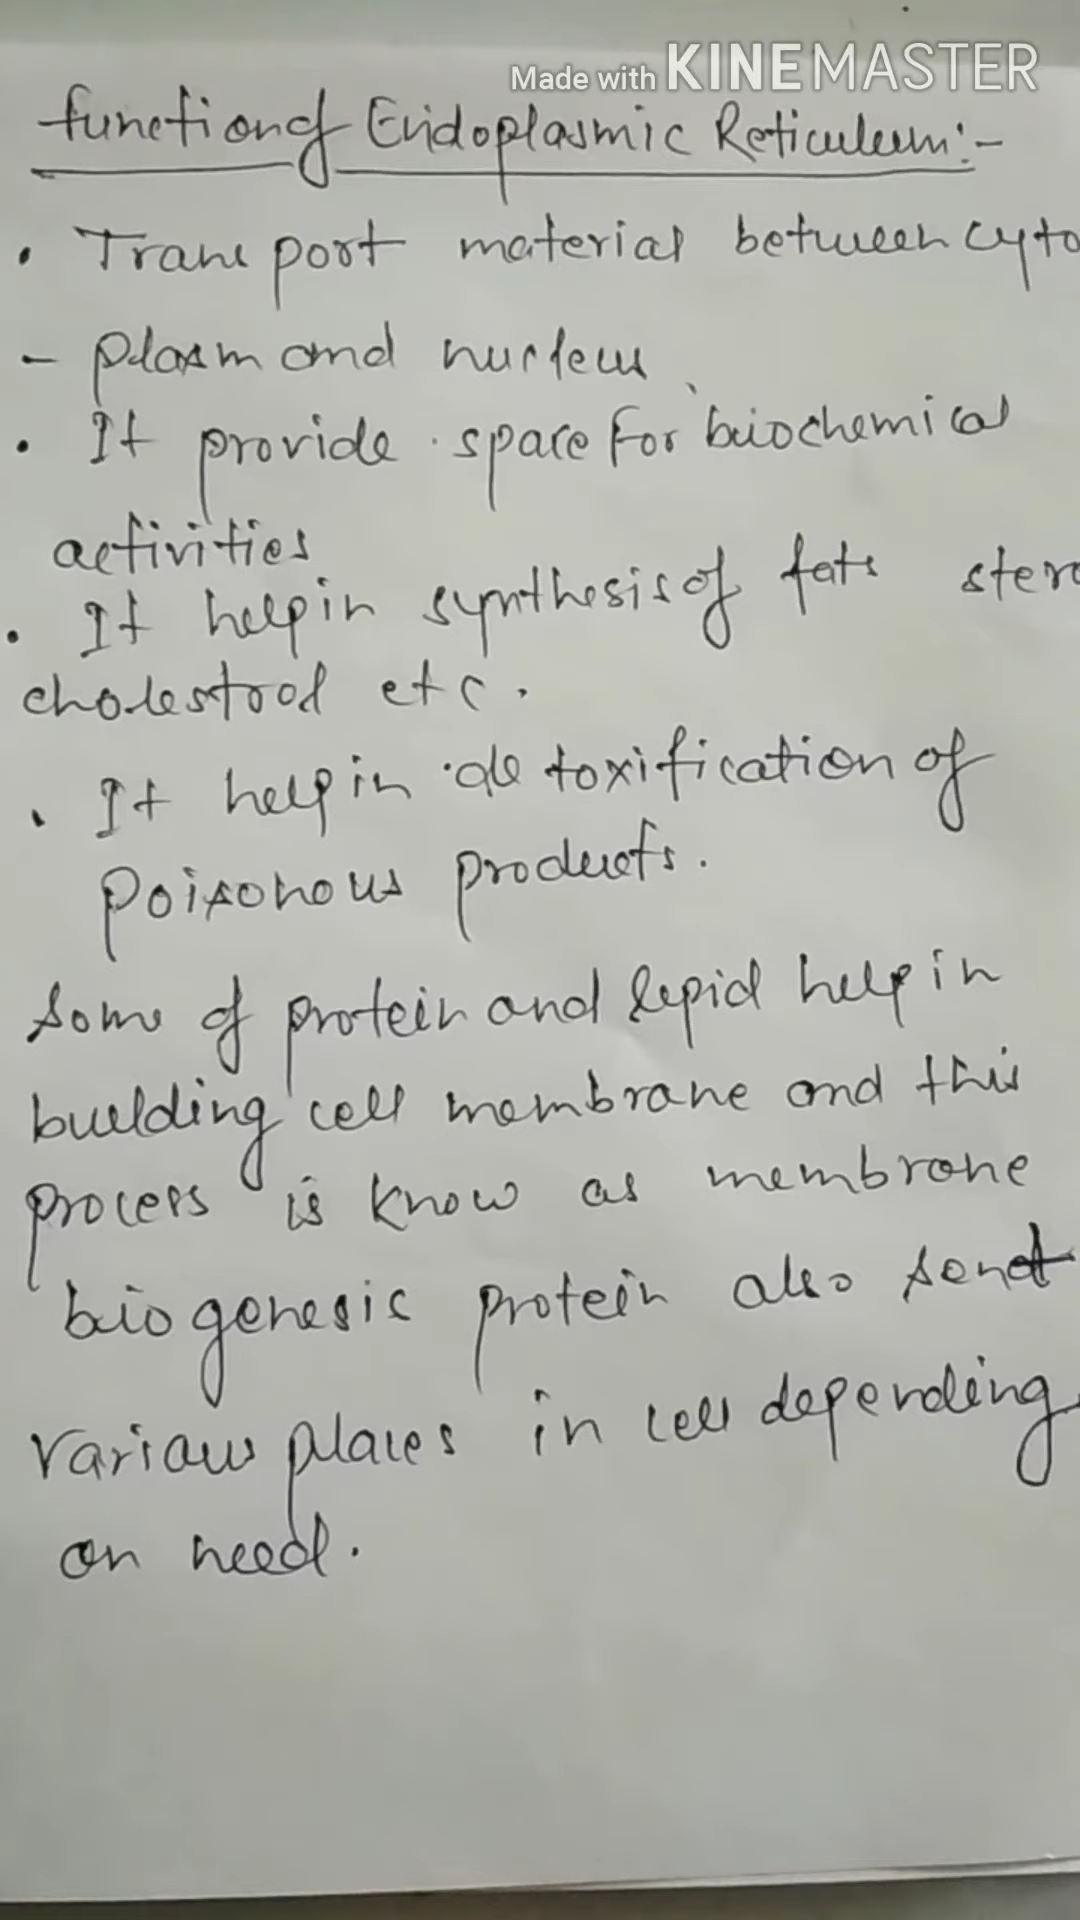 Made with KINEMASTER
function of Endoplasmic Reticulum:-
• Transport material between cyto
- plasm and nucleus
• It provide space for biochemical
activities
• It help in synthesis of fats stero
cholestrol etc.
• It help in detoxification of
Poisonous products.
Some of protein and lepid help in
building cell membrane and this
process is know as membrane
biogenesis protein also send
various places in cell depending
on need.